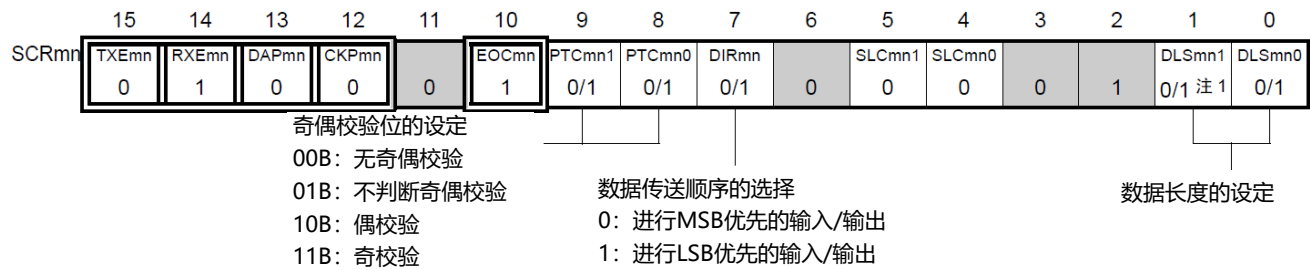 15 14 13 12 11 10 9 8 7 6 5 4 3 2 1 0
SCRmn TXEmn RXEmn DAPmn CKPmn EOCmn PTCmn1 PTCmn0 DIRmn SLCmn1 SLCmn0 DLSmn1 DLSmn0
0 1 0 0 0 1 0/1 0/1 0/1 0 0 0 0 1 0/1 注 1 0/1
奇偶校验位的设定
00B：无奇偶校验
01B：不判断奇偶校验
10B：偶校验
11B：奇校验
数据传送顺序的选择
0：进行MSB优先的输入/输出
1：进行LSB优先的输入/输出
数据长度的设定